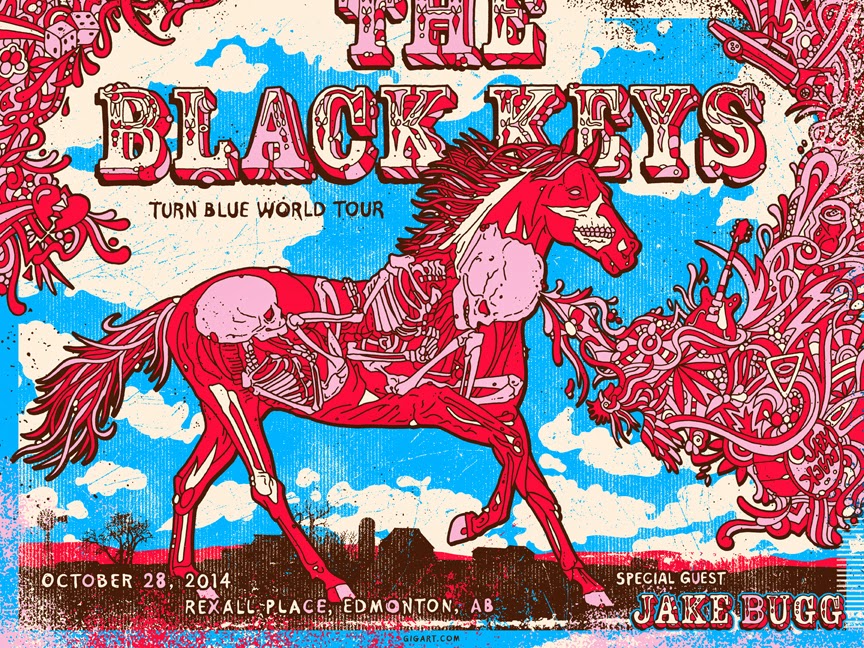 THE
BLACK KEYS
TURN BLUE WORLD TOUR
OCTOBER 28, 2014
REXALL PLACE, EDMONTON, AB
SPECIAL GUEST
JAKE BUGG
GIGART.COM